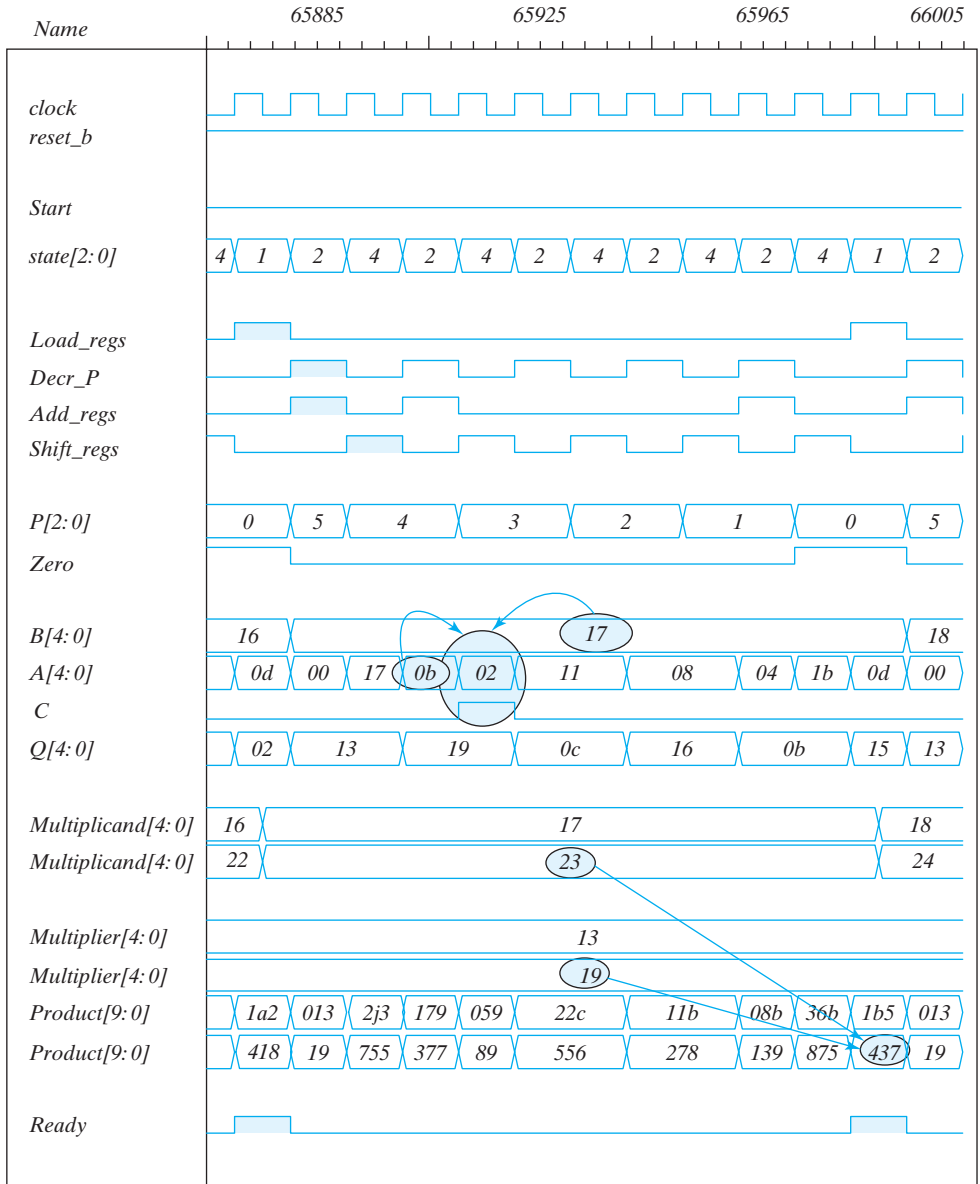 Name 65885 65925 65965 66005
clock
reset_b
Start
state[2:0] 4 1 2 4 2 4 2 4 2 4 2 4 1 2
Load_regs
Decr_P
Add_regs
Shift_regs
P[2:0] 0 5 4 3 2 1 0 5
Zero
B[4:0] 16 17 18
A[4:0] 0d 00 17 0b 02 11 08 04 1b 0d 00
C
Q[4:0] 02 13 19 0c 16 0b 15 13
Multiplicand[4:0] 16 17 18
Multiplicand[4:0] 22 23 24
Multiplier[4:0] 13
Multiplier[4:0] 19
Product[9:0] 1a2 013 2j3 179 059 22c 11b 08b 36b 1b5 013
Product[9:0] 418 19 755 377 89 556 278 139 875 437 19
Ready